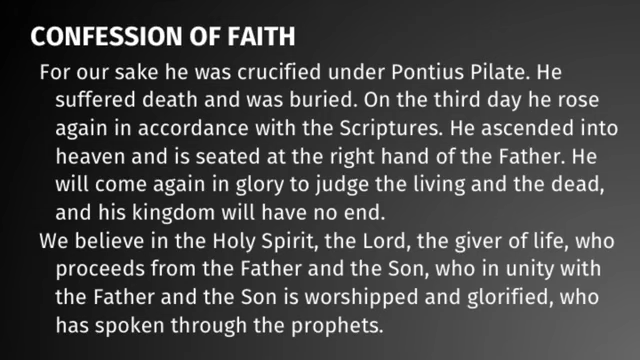 CONFESSION OF FAITH
For our sake he was crucified under Pontius Pilate. He
suffered death and was buried. On the third day he rose
again in accordance with the Scriptures. He ascended into
heaven and is seated at the right hand of the Father. He
will come again in glory to judge the living and the dead,
and his kingdom will have no end.
We believe in the Holy Spirit, the Lord, the giver of life, who
proceeds from the Father and the Son, who in unity with
the Father and the Son is worshipped and glorified, who
has spoken through the prophets.